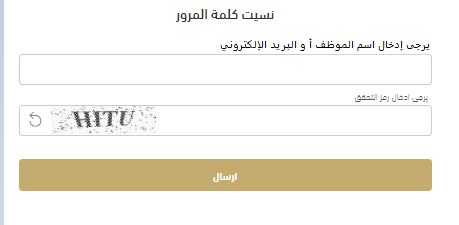 نسيت كلمة المرور
يرجى إدخال اسم الموظف أ و البريد الإلكتروني
يرجى ادخال رمز التحقق
HITU
ارسال